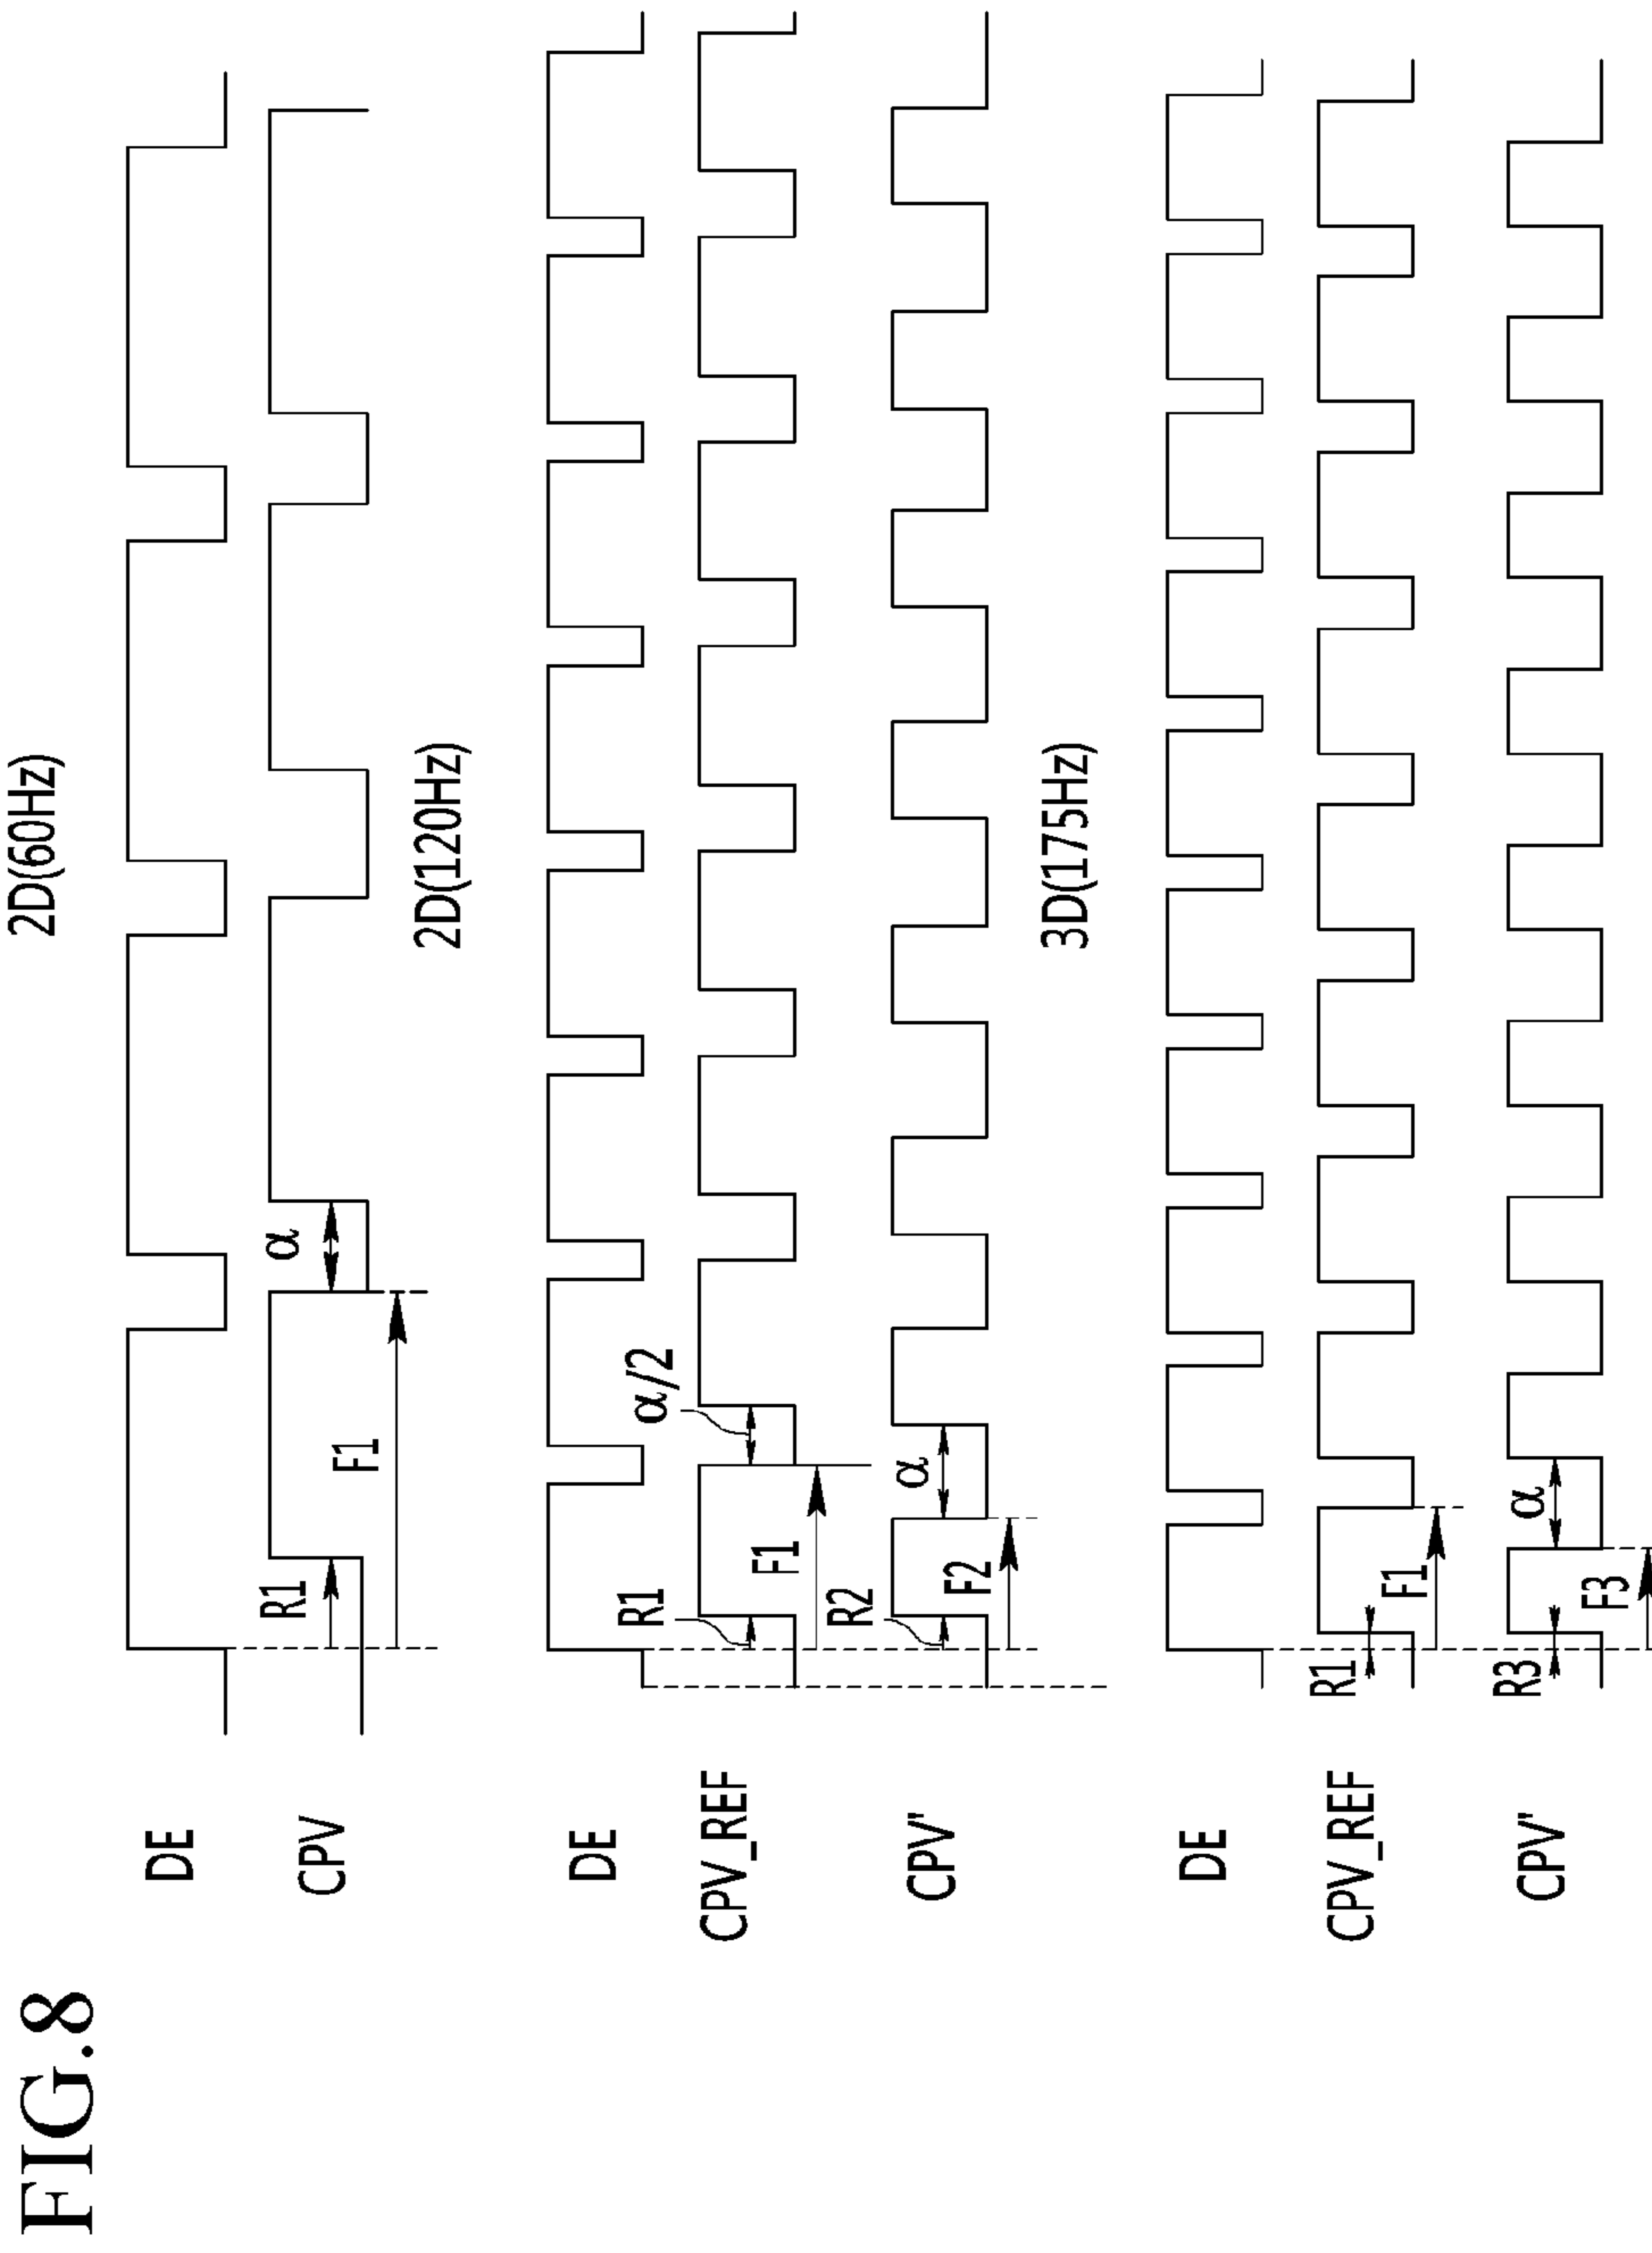 FIG.8
2D(60Hz)
DE
CPV
R1
F1
α
2D(120Hz)
DE
CPV_REF
R1
F1
α/2
CPV'
R2
F2
α
3D(175Hz)
DE
CPV_REF
R1
F1
CPV"
R3
F3
α